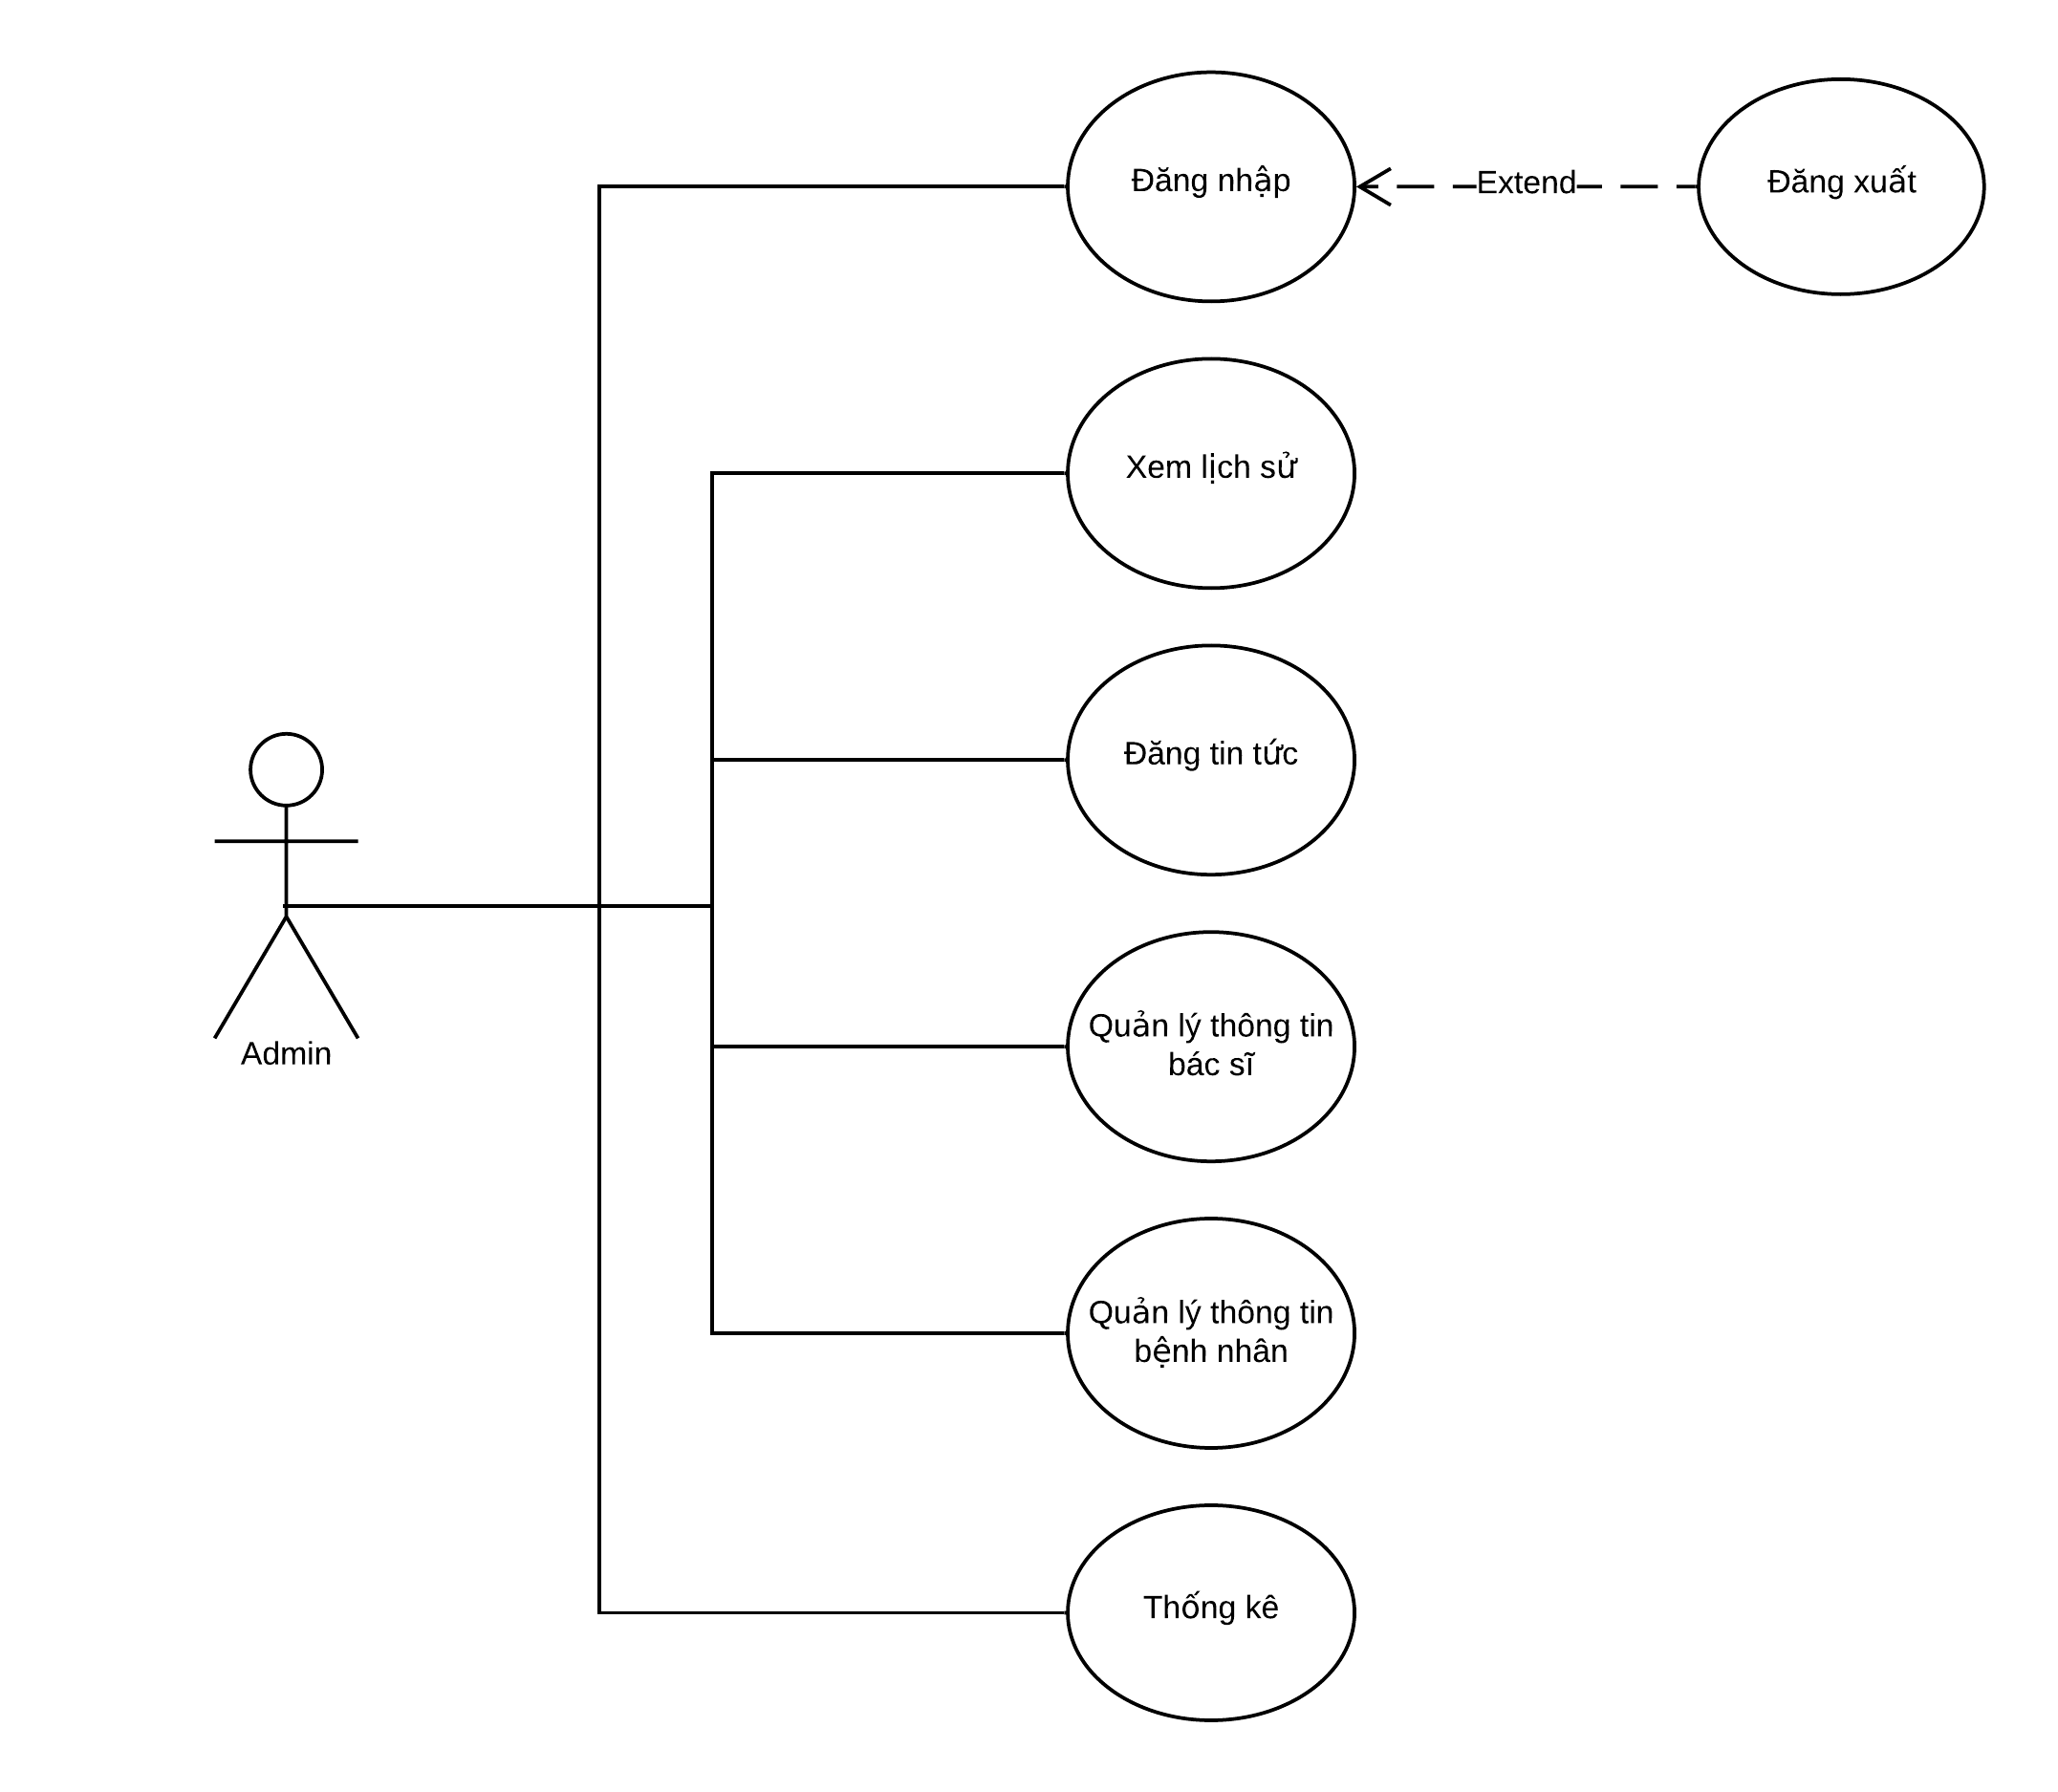 Đăng nhập
Extend
Đăng xuất
Xem lịch sử
Đăng tin tức
Admin
Quản lý thông tin
bác sĩ
Quản lý thông tin
bệnh nhân
Thống kê